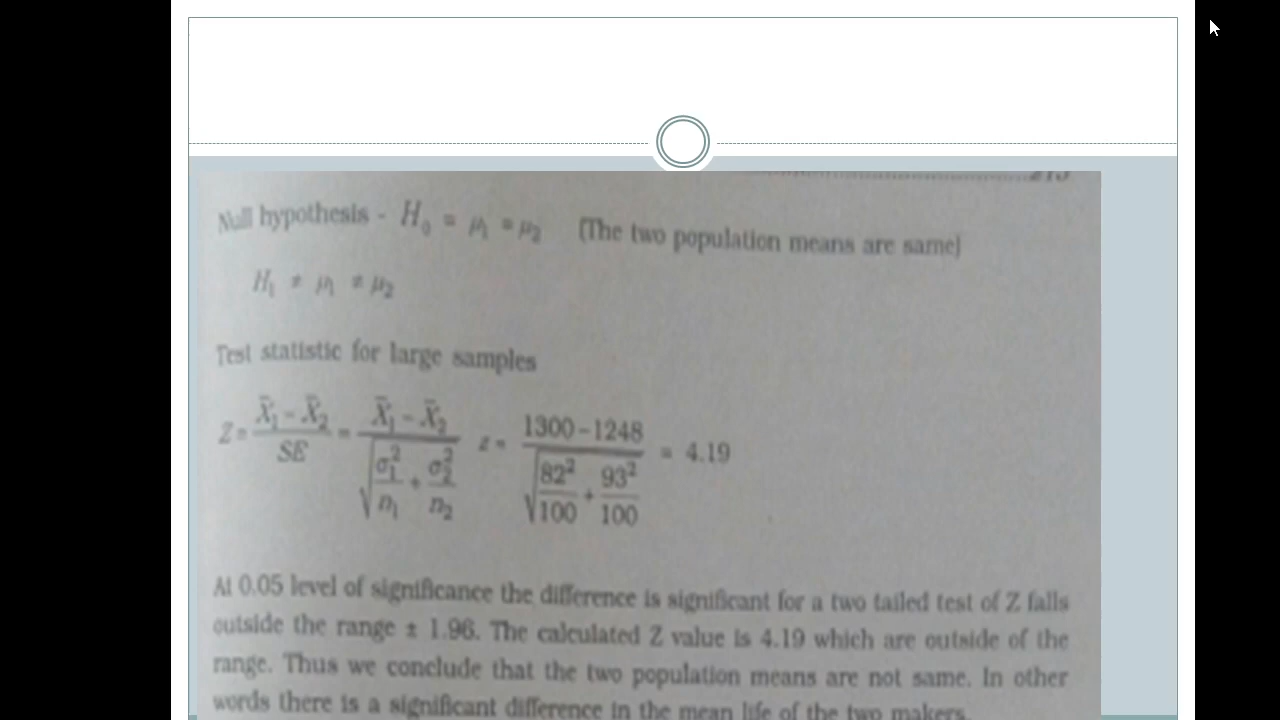 Null hypothesis - H₀ = μ₁ = μ₂ (The two population means are same)
H₁ ≠ μ₁ ≠ μ₂
Test statistic for large samples
Z = (X̄₁ - X̄₂)/SE = (X̄₁ - X̄₂)/√(σ₁²/n₁ + σ₂²/n₂) z = (1300 - 1248)/√(82²/100 + 93²/100) = 4.19
At 0.05 level of significance the difference is significant for a two tailed test of Z falls
outside the range ± 1.96. The calculated Z value is 4.19 which are outside of the
range. Thus we conclude that the two population means are not same. In other
words there is a significant difference in the mean life of the two makers.